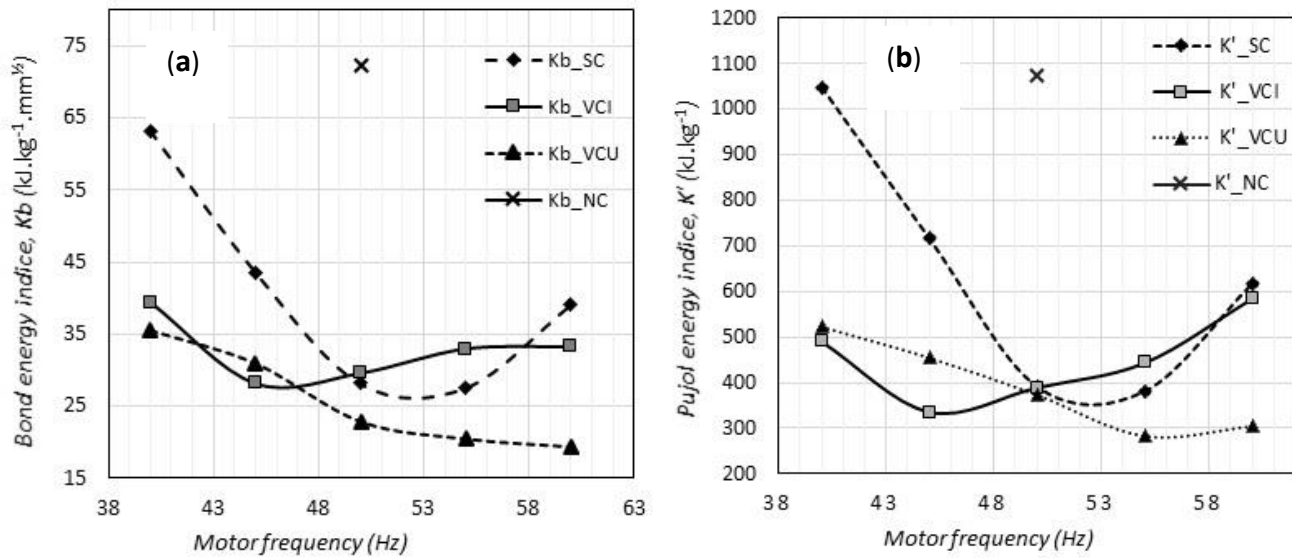 (a)
Kb_SC
Kb_VCI
Kb_VCU
Kb_NC
75
65
55
45
35
25
15
38 43 48 53 58 63
Bond energy indice, Kb (kJ.kg⁻¹.mm½)
Motor frequency (Hz)
(b)
K'_SC
K'_VCI
K'_VCU
K'_NC
1200
1100
1000
900
800
700
600
500
400
300
200
38 43 48 53 58
Pujol energy indice, K' (kJ.kg⁻¹)
Motor frequency (Hz)